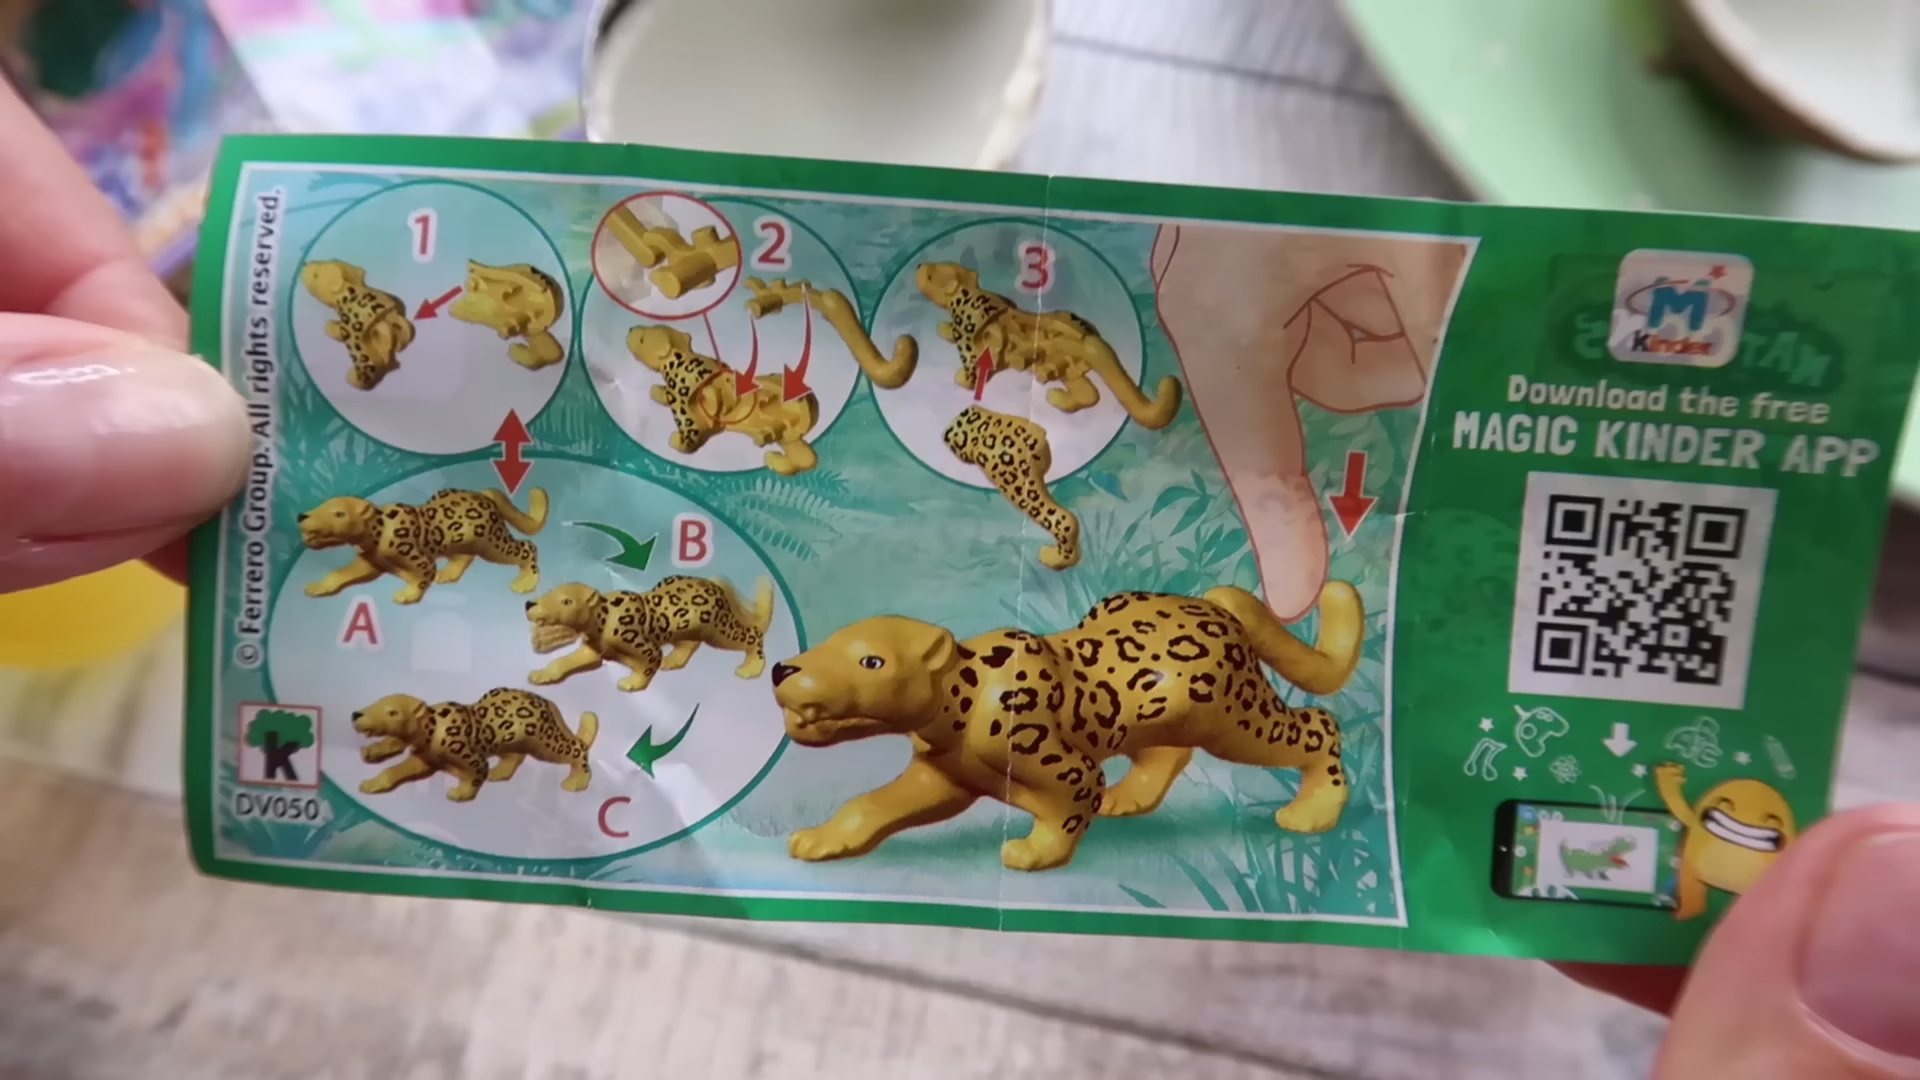 © Ferrero Group. All rights reserved.
1
2
3
A
B
C
k
DV050
M
Kinder
Download the free
MAGIC KINDER APP